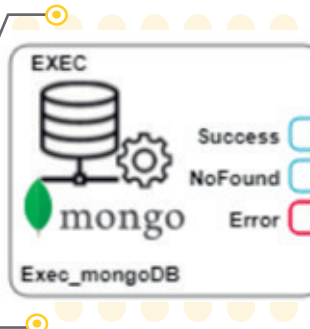 EXEC
Success
NoFound
mongo
Error
Exec_mongoDB